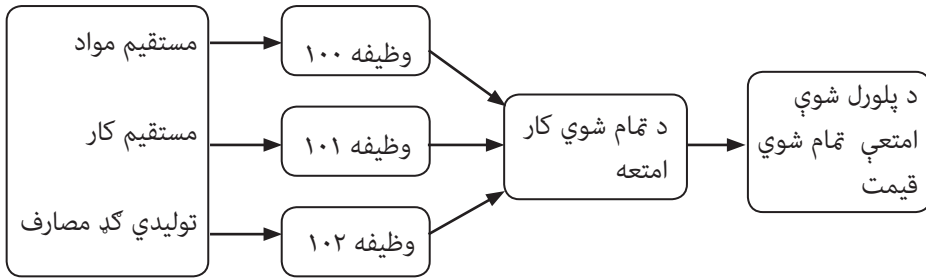 مستقیم مواد
مستقیم کار
تولیدي ګډ مصارف
وظیفه ۱۰۰
وظیفه ۱۰۱
وظیفه ۱۰۲
د تمام شوي کار
امتعه
د پلورل شوې
امتعې تمام شوي
قیمت